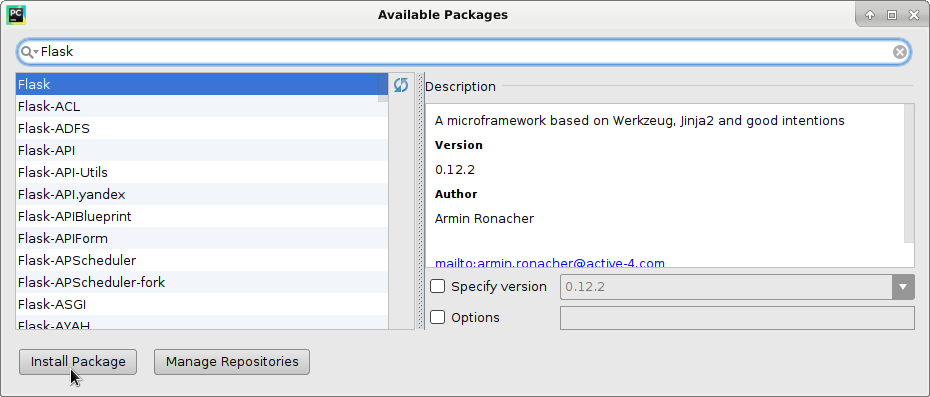 PC
Available Packages
Flask
Flask
Flask-ACL
Flask-ADFS
Flask-API
Flask-API-Utils
Flask-API.yandex
Flask-APIBlueprint
Flask-APIForm
Flask-APScheduler
Flask-APScheduler-fork
Flask-ASGI
Flask-AYAH
Description
A microframework based on Werkzeug, Jinja2 and good intentions
Version
0.12.2
Author
Armin Ronacher
mailto:armin.ronacher@active-4.com
Specify version 0.12.2
Options
Install Package Manage Repositories